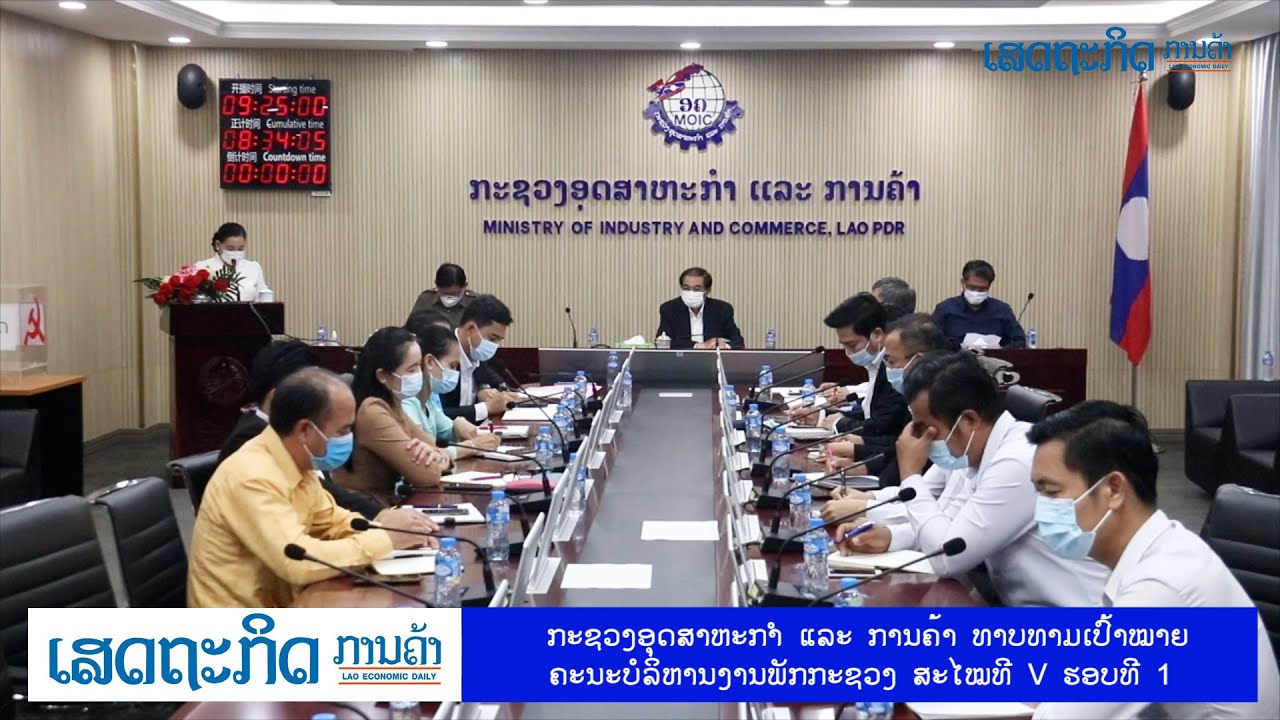 ເສດຖະກິດ ການຄ້າ
LAO ECONOMIC DAILY
开播时间 Starting time
09:25:00
正计时间 Cumulative time
08:34:05
倒计时间 Countdown time
00:00:00
ອຄ
MOIC
ກະຊວງອຸດສາຫະກຳ ແລະ ການຄ້າ
MINISTRY OF INDUSTRY AND COMMERCE, LAO PDR
ເສດຖະກິດ ການຄ້າ
LAO ECONOMIC DAILY
ກະຊວງອຸດສາຫະກຳ ແລະ ການຄ້າ ທາບທາມເປົ້າໝາຍ
ຄະນະບໍລິຫານງານພັກກະຊວງ ສະໄໝທີ V ຮອບທີ 1